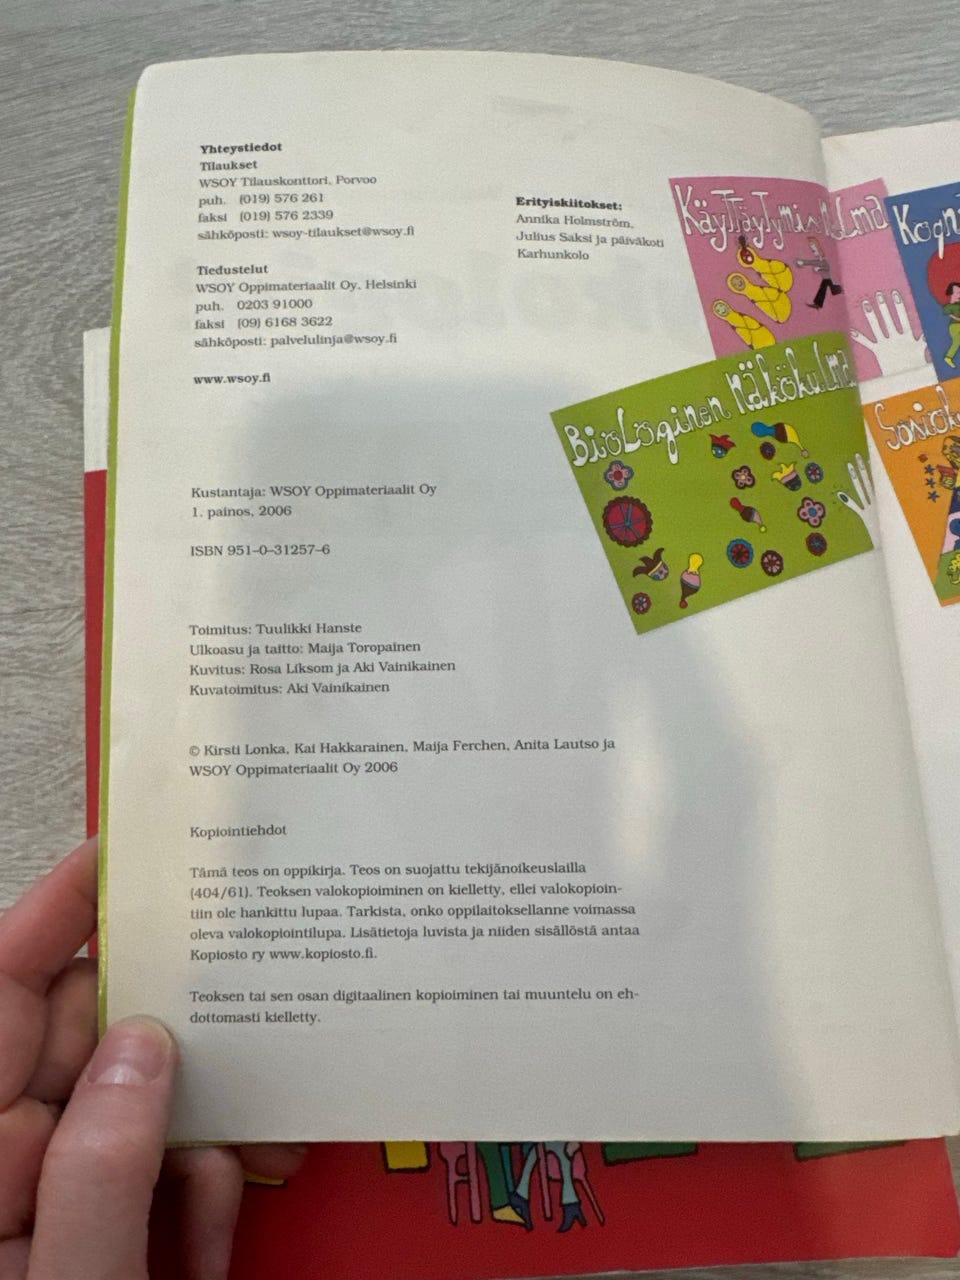 Yhteystiedot
Tilaukset
WSOY Tilauskonttori, Porvoo
puh. (019) 576 261
faksi (019) 576 2339
sähköposti: wsoy-tilaukset@wsoy.fi
Tiedustelut
WSOY Oppimateriaalit Oy, Helsinki
puh. 0203 91000
faksi (09) 6168 3622
sähköposti: palvelulinja@wsoy.fi
www.wsoy.fi
Erityiskiitokset:
Annika Holmström,
Julius Saksi ja päiväkoti
Karhunkolo
Biologinen Näkökulma
Kustantaja: WSOY Oppimateriaalit Oy
1. painos, 2006
ISBN 951–0–31257–6
Toimitus: Tuulikki Hanste
Ulkoasu ja taitto: Maija Toropainen
Kuvitus: Rosa Liksom ja Aki Vainikainen
Kuvatoimitus: Aki Vainikainen
© Kirsti Lonka, Kai Hakkarainen, Maija Ferchen, Anita Lautso ja
WSOY Oppimateriaalit Oy 2006
Kopiointiehdot
Tämä teos on oppikirja. Teos on suojattu tekijänoikeuslailla
(404/61). Teoksen valokopioiminen on kielletty, ellei valokopioin-
tiin ole hankittu lupaa. Tarkista, onko oppilaitoksellanne voimassa
oleva valokopiointilupa. Lisätietoja luvista ja niiden sisällöstä antaa
Kopiosto ry www.kopiosto.fi.
Teoksen tai sen osan digitaalinen kopioiminen tai muuntelu on eh-
dottomasti kielletty.